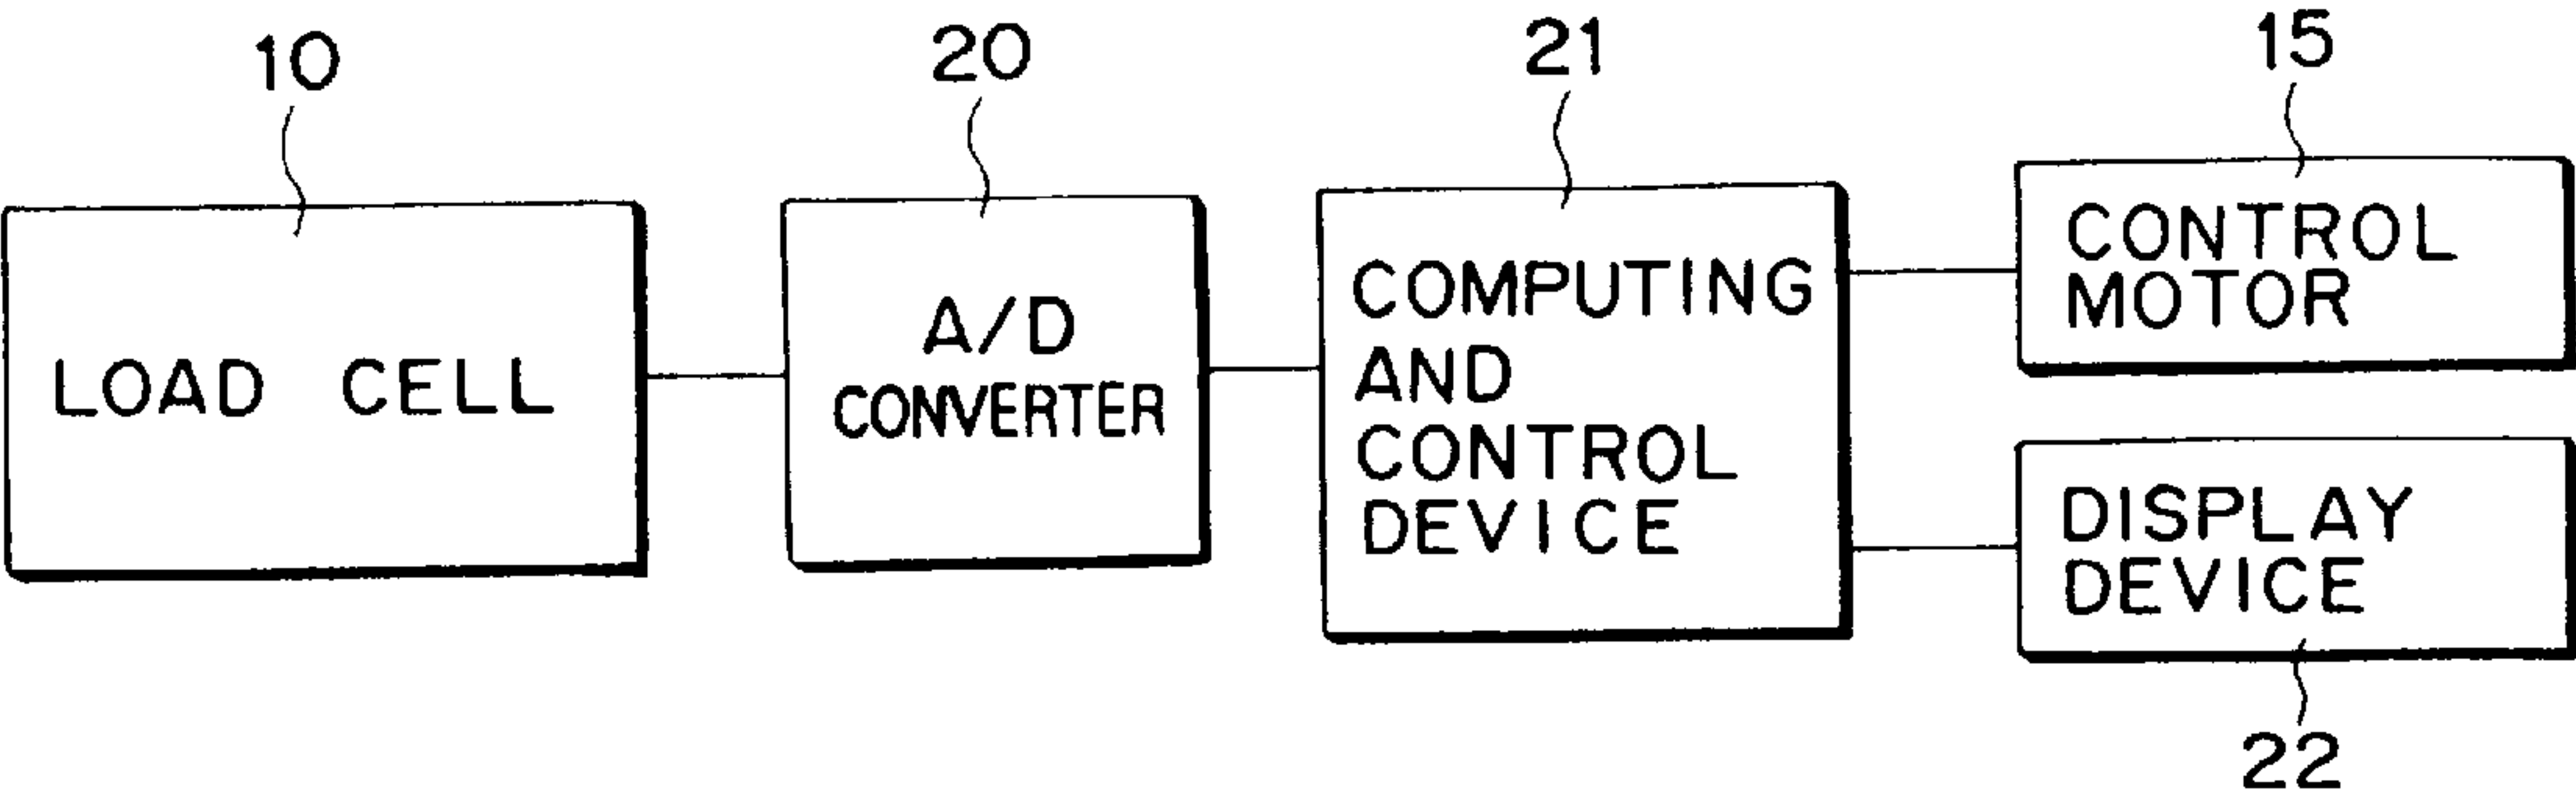 10
20
21
15
LOAD CELL
A/D
CONVERTER
COMPUTING
AND
CONTROL
DEVICE
CONTROL
MOTOR
DISPLAY
DEVICE
22